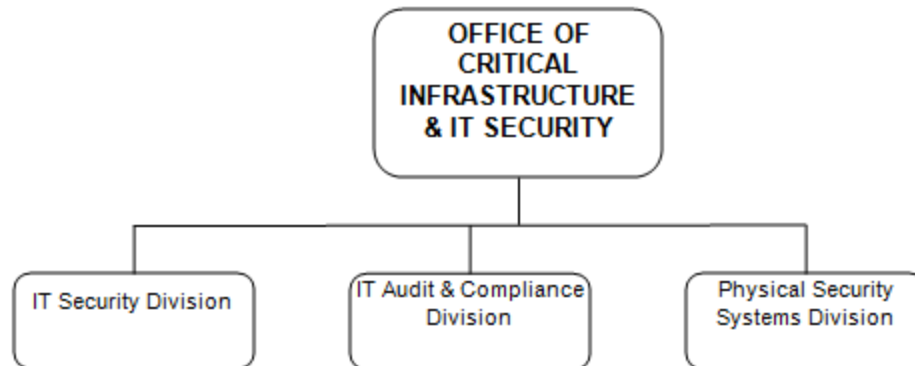 OFFICE OF
CRITICAL
INFRASTRUCTURE
& IT SECURITY
IT Security Division
IT Audit & Compliance
Division
Physical Security
Systems Division